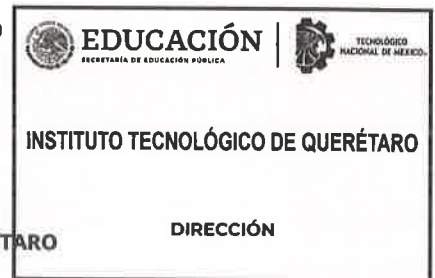 EDUCACIÓN
SECRETARÍA DE EDUCACIÓN PÚBLICA
TECNOLÓGICO
NACIONAL DE MÉXICO
INSTITUTO TECNOLÓGICO DE QUERÉTARO
DIRECCIÓN
TARO